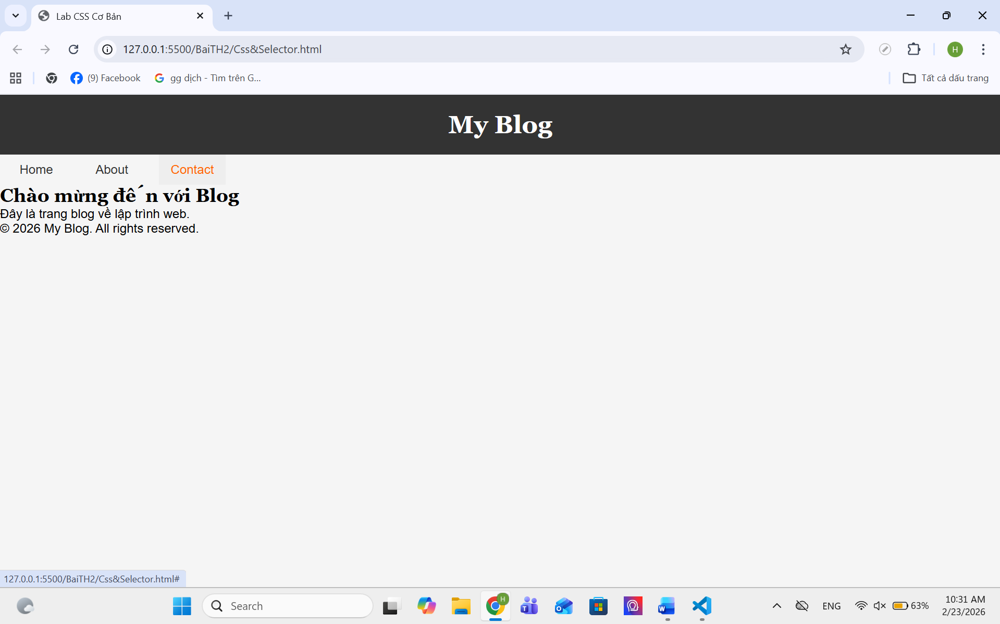 Lab CSS Cơ Bản
127.0.0.1:5500/BaiTH2/Css&Selector.html
H
(9) Facebook
gg dịch - Tìm trên G...
Tất cả dấu trang
My Blog
Home About Contact
Chào mừng đến với Blog
Đây là trang blog về lập trình web.
© 2026 My Blog. All rights reserved.
127.0.0.1:5500/BaiTH2/Css&Selector.html#
Search
H
ENG
63%
10:31 AM
2/23/2026